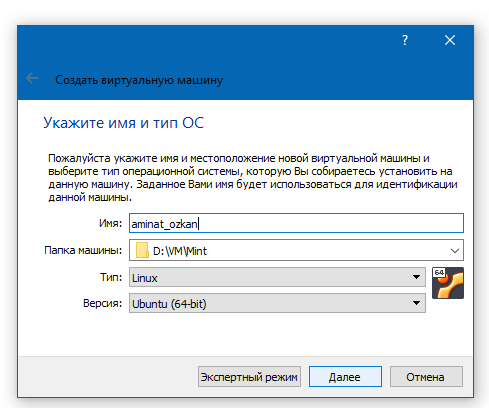 ?
Создать виртуальную машину
Укажите имя и тип ОС
Пожалуйста укажите имя и местоположение новой виртуальной машины и
выберите тип операционной системы, которую Вы собираетесь установить на
данную машину. Заданное Вами имя будет использоваться для идентификации
данной машины.
Имя: aminat_ozkan
Папка машины: D:\VM\Mint
Тип: Linux
64
Версия: Ubuntu (64-bit)
Экспертный режим Далее Отмена